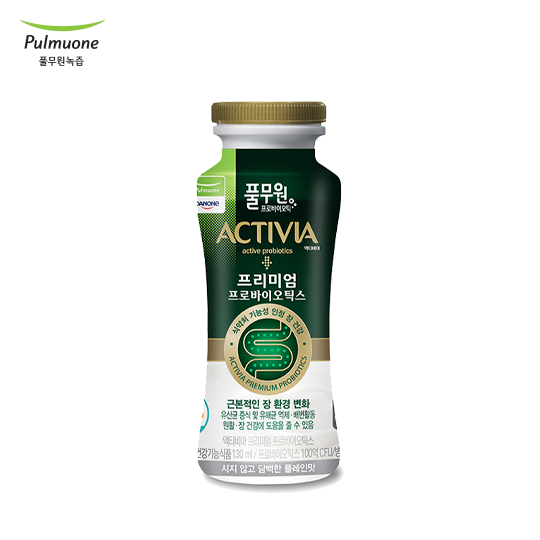 Pulmuone
풀무원녹즙
Pulmuone
DANONE
풀무원
프로바이오틱
ACTIVIA
액티비아
active probiotics
프리미엄
프로바이오틱스
식약처 기능성 인정 장 건강
ACTIVIA PREMIUM PROBIOTICS
근본적인 장 환경 변화
유산균 증식 및 유해균 억제·배변활동
원활·장 건강에 도움을 줄 수 있음
액티비아 프리미엄 프로바이오틱스
건강기능식품 130 ml / 프로바이오틱스 100억 CFU/병
시지 않고 담백한 플레인맛